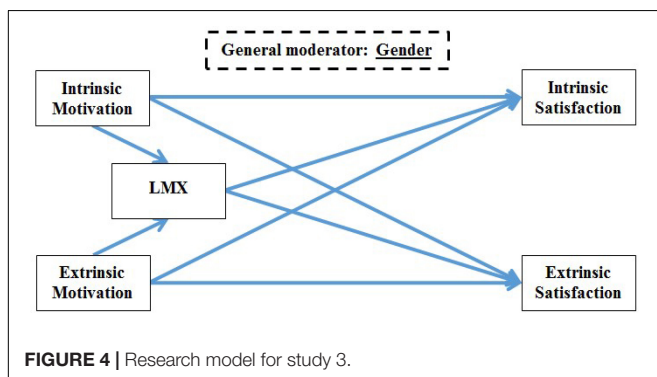 General moderator: Gender
Intrinsic
Motivation
Intrinsic
Satisfaction
LMX
Extrinsic
Motivation
Extrinsic
Satisfaction
FIGURE 4 | Research model for study 3.